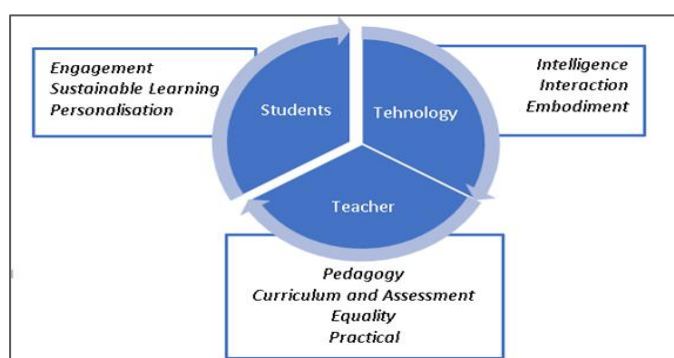 Engagement
Sustainable Learning
Personalisation
Students
Tehnology
Intelligence
Interaction
Embodiment
Teacher
Pedagogy
Curriculum and Assessment
Equality
Practical